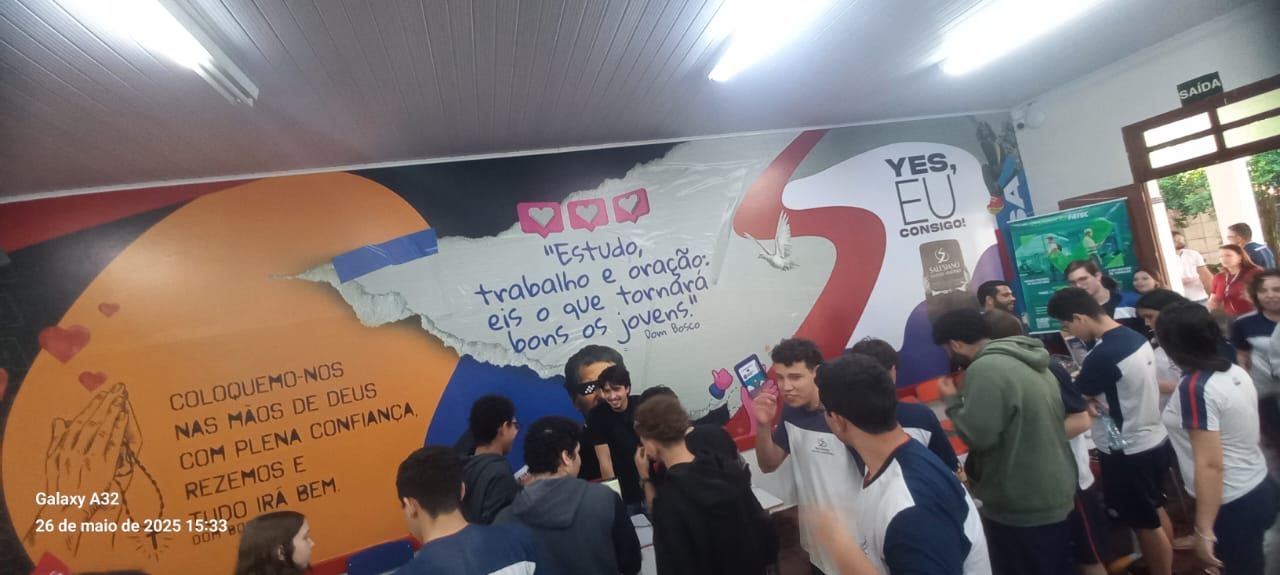 COLOQUEMO-NOS
NAS MÃOS DE DEUS
COM PLENA CONFIANÇA,
REZEMOS E
TUDO IRÁ BEM.
"Estudo,
trabalho e oração:
eis o que tornará
bons os jovens."
Dom Bosco
YES,
EU
CONSIGO!
SALESIANO
FATEC
SAÍDA
Galaxy A32
26 de maio de 2025 15:33